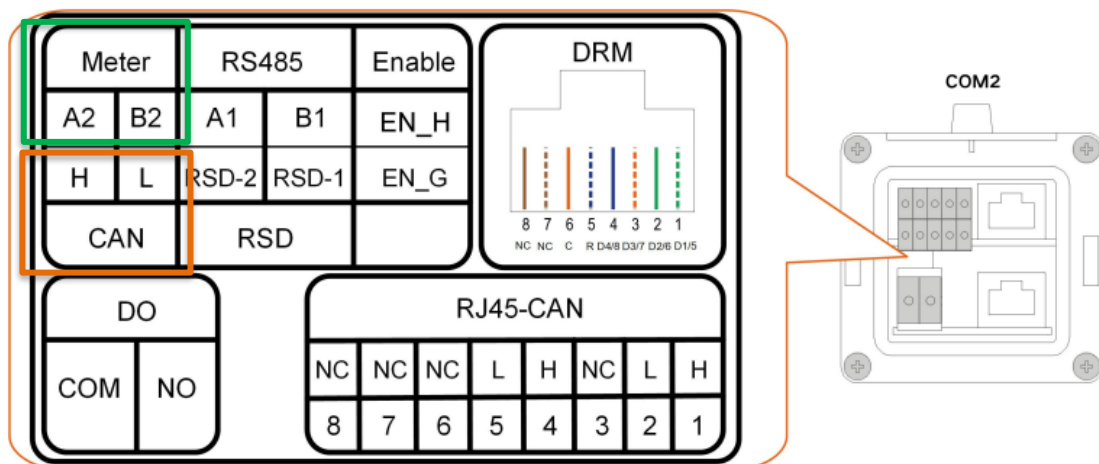 Meter RS485 Enable
A2 B2 A1 B1 EN_H
H L RSD-2 RSD-1 EN_G
CAN RSD
DRM
8 7 6 5 4 3 2 1
NC NC C R D4/8 D3/7 D2/6 D1/5
DO
COM NO
RJ45-CAN
NC NC NC L H NC L H
8 7 6 5 4 3 2 1
COM2